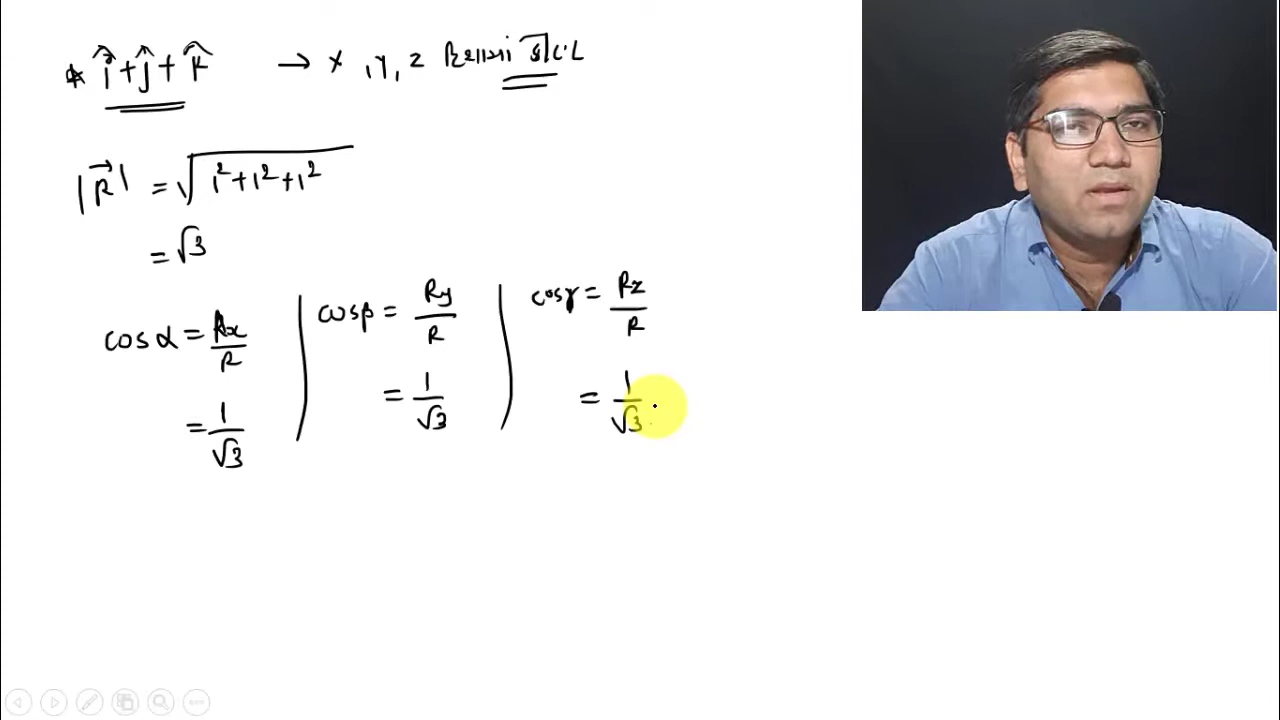 * î + ĵ + k̂ → x, y, z
|R⃗| = √(1² + 1² + 1²)
= √3
cos α = Rx/R
= 1/√3
cos β = Ry/R
= 1/√3
cos γ = Rz/R
= 1/√3